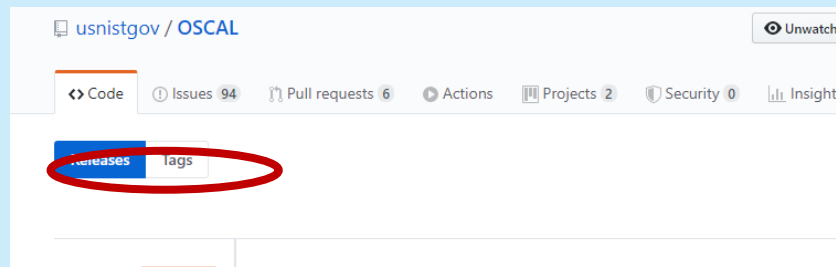 usnistgov / OSCAL
Unwatch
<> Code Issues 94 Pull requests 6 Actions Projects 2 Security 0 Insight
Releases Tags